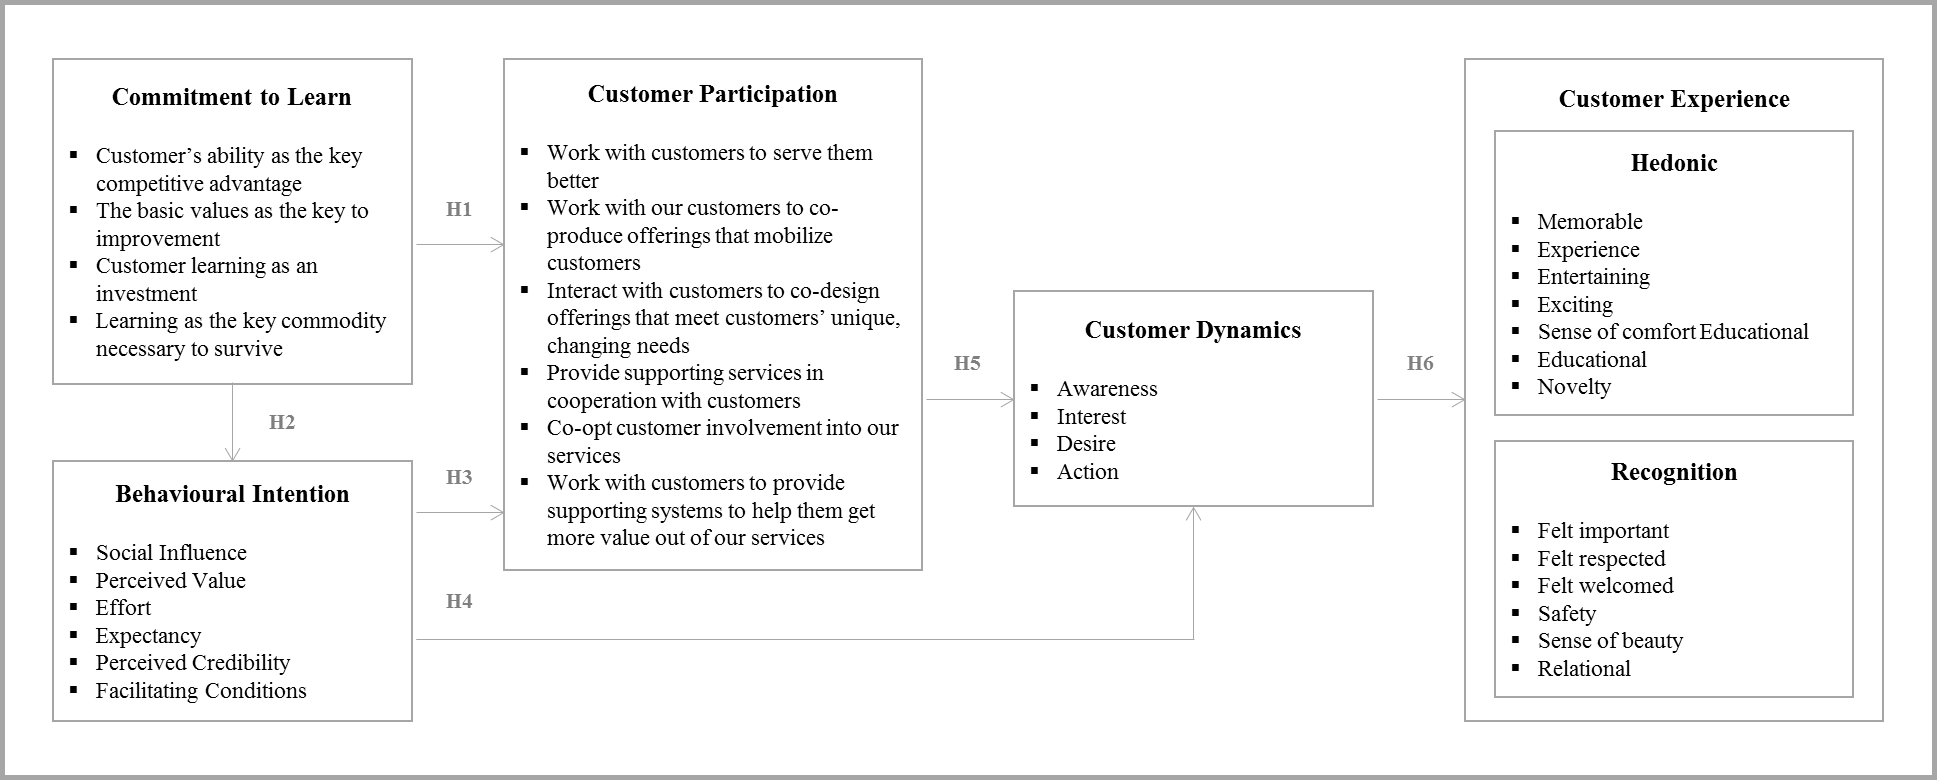 Commitment to Learn
▪ Customer's ability as the key
competitive advantage
▪ The basic values as the key to
improvement
▪ Customer learning as an
investment
▪ Learning as the key commodity
necessary to survive
H1
H2
Behavioural Intention
▪ Social Influence
▪ Perceived Value
▪ Effort
▪ Expectancy
▪ Perceived Credibility
▪ Facilitating Conditions
H3
H4
Customer Participation
▪ Work with customers to serve them
better
▪ Work with our customers to co-
produce offerings that mobilize
customers
▪ Interact with customers to co-design
offerings that meet customers' unique,
changing needs
▪ Provide supporting services in
cooperation with customers
▪ Co-opt customer involvement into our
services
▪ Work with customers to provide
supporting systems to help them get
more value out of our services
H5
Customer Dynamics
▪ Awareness
▪ Interest
▪ Desire
▪ Action
H6
Customer Experience
Hedonic
▪ Memorable
▪ Experience
▪ Entertaining
▪ Exciting
▪ Sense of comfort Educational
▪ Educational
▪ Novelty
Recognition
▪ Felt important
▪ Felt respected
▪ Felt welcomed
▪ Safety
▪ Sense of beauty
▪ Relational